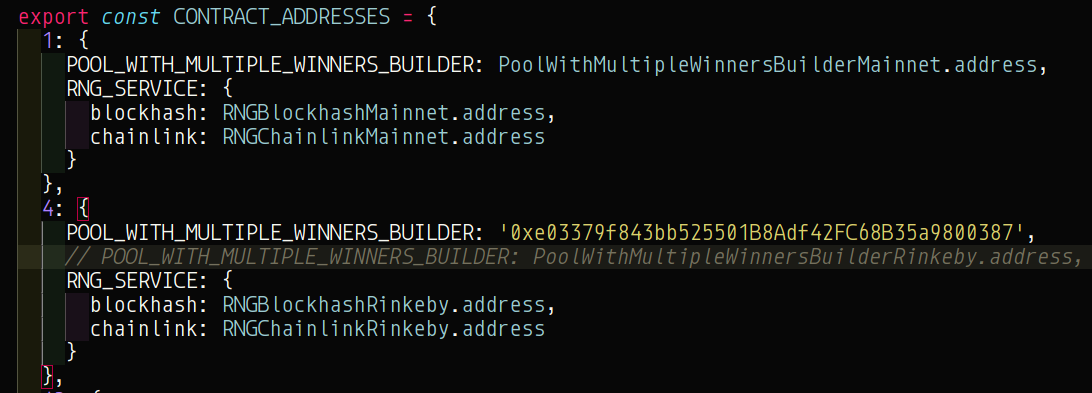 export const CONTRACT_ADDRESSES = {
1: {
POOL_WITH_MULTIPLE_WINNERS_BUILDER: PoolWithMultipleWinnersBuilderMainnet.address,
RNG_SERVICE: {
blockhash: RNGBlockhashMainnet.address,
chainlink: RNGChainlinkMainnet.address
}
},
4: {
POOL_WITH_MULTIPLE_WINNERS_BUILDER: '0xe03379f843bb525501B8Adf42FC68B35a9800387',
// POOL_WITH_MULTIPLE_WINNERS_BUILDER: PoolWithMultipleWinnersBuilderRinkeby.address,
RNG_SERVICE: {
blockhash: RNGBlockhashRinkeby.address,
chainlink: RNGChainlinkRinkeby.address
}
},